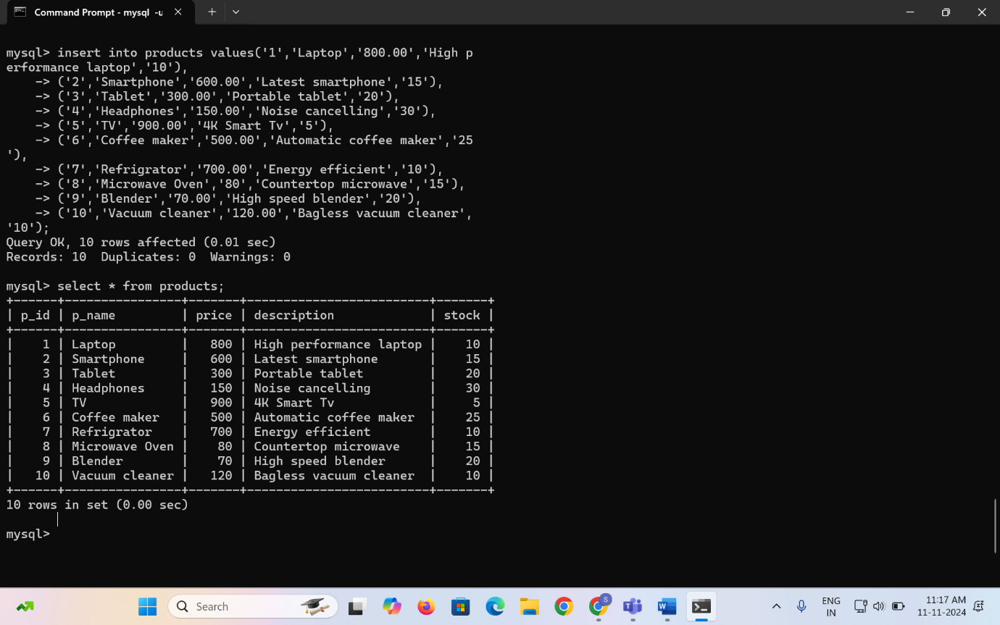 Command Prompt - mysql -u
mysql> insert into products values('1','Laptop','800.00','High p
erformance laptop','10'),
    -> ('2','Smartphone','600.00','Latest smartphone','15'),
    -> ('3','Tablet','300.00','Portable tablet','20'),
    -> ('4','Headphones','150.00','Noise cancelling','30'),
    -> ('5','TV','900.00','4K Smart Tv','5'),
    -> ('6','Coffee maker','500.00','Automatic coffee maker','25
'),
    -> ('7','Refrigrator','700.00','Energy efficient','10'),
    -> ('8','Microwave Oven','80','Countertop microwave','15'),
    -> ('9','Blender','70.00','High speed blender','20'),
    -> ('10','Vacuum cleaner','120.00','Bagless vacuum cleaner',
'10');
Query OK, 10 rows affected (0.01 sec)
Records: 10  Duplicates: 0  Warnings: 0
mysql> select * from products;
+------+----------------+-------+-------------------------+-------+
| p_id | p_name         | price | description             | stock |
+------+----------------+-------+-------------------------+-------+
|    1 | Laptop         |   800 | High performance laptop |    10 |
|    2 | Smartphone     |   600 | Latest smartphone       |    15 |
|    3 | Tablet         |   300 | Portable tablet         |    20 |
|    4 | Headphones     |   150 | Noise cancelling        |    30 |
|    5 | TV             |   900 | 4K Smart Tv             |     5 |
|    6 | Coffee maker   |   500 | Automatic coffee maker  |    25 |
|    7 | Refrigrator    |   700 | Energy efficient        |    10 |
|    8 | Microwave Oven |    80 | Countertop microwave    |    15 |
|    9 | Blender        |    70 | High speed blender      |    20 |
|   10 | Vacuum cleaner |   120 | Bagless vacuum cleaner  |    10 |
+------+----------------+-------+-------------------------+-------+
10 rows in set (0.00 sec)
mysql>
Search
S
W
ENG
IN
11:17 AM
11-11-2024